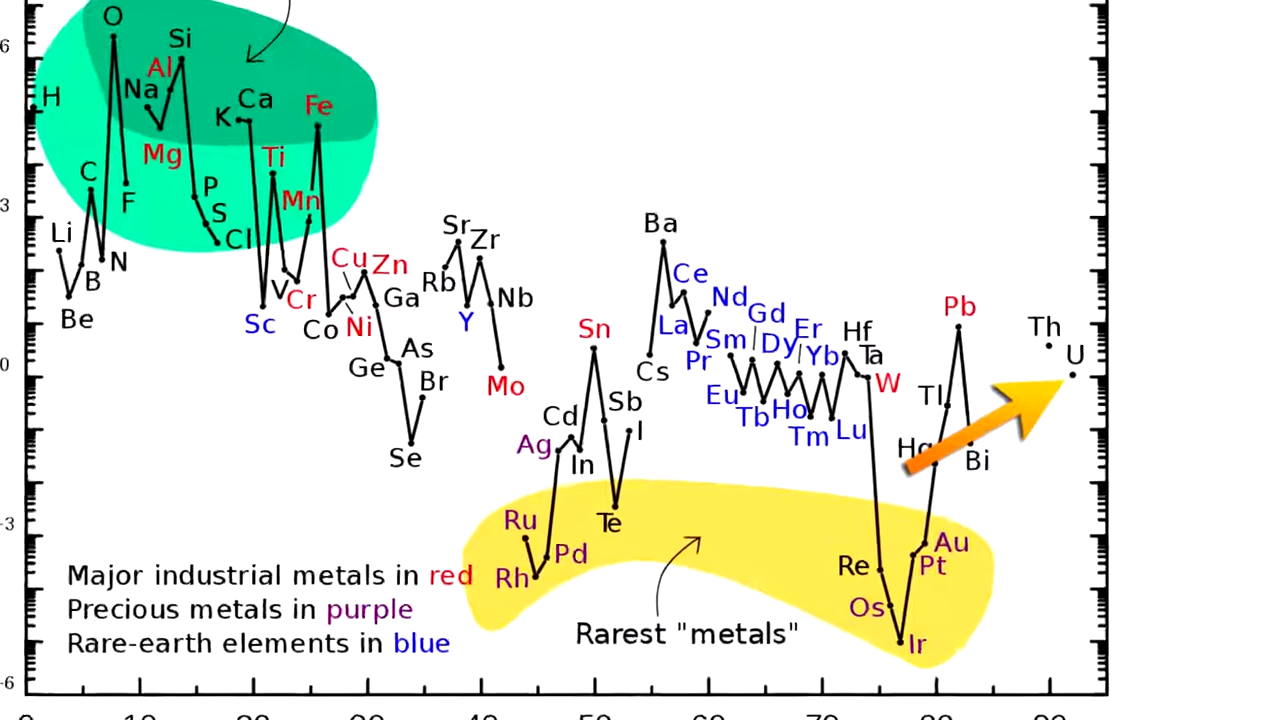 O
6
Si
Al
H
Na
Ca
K
Fe
Mg
Ti
C
P
Mn
F
S
3
Li
Cl
N
B
V
Cr
Be
Sc
Cu
Zn
Ga
Co
Ni
Sr
Zr
Rb
Nb
Y
Ba
Ce
La
Nd
Gd
Er
Pr
Sm
Dy
Yb
Hf
Ta
Pb
Th
U
0
Ge
As
Br
Mo
Sn
Cs
W
Eu
Tb
Ho
Tm
Lu
Tl
Se
Cd
Sb
Ag
In
I
Hg
Bi
Te
Ru
-3
Pd
Rh
Au
Pt
Re
Os
Ir
Major industrial metals in red
Precious metals in purple
Rare-earth elements in blue
Rarest "metals"
-6
0 10 20 30 40 50 60 70 80 90